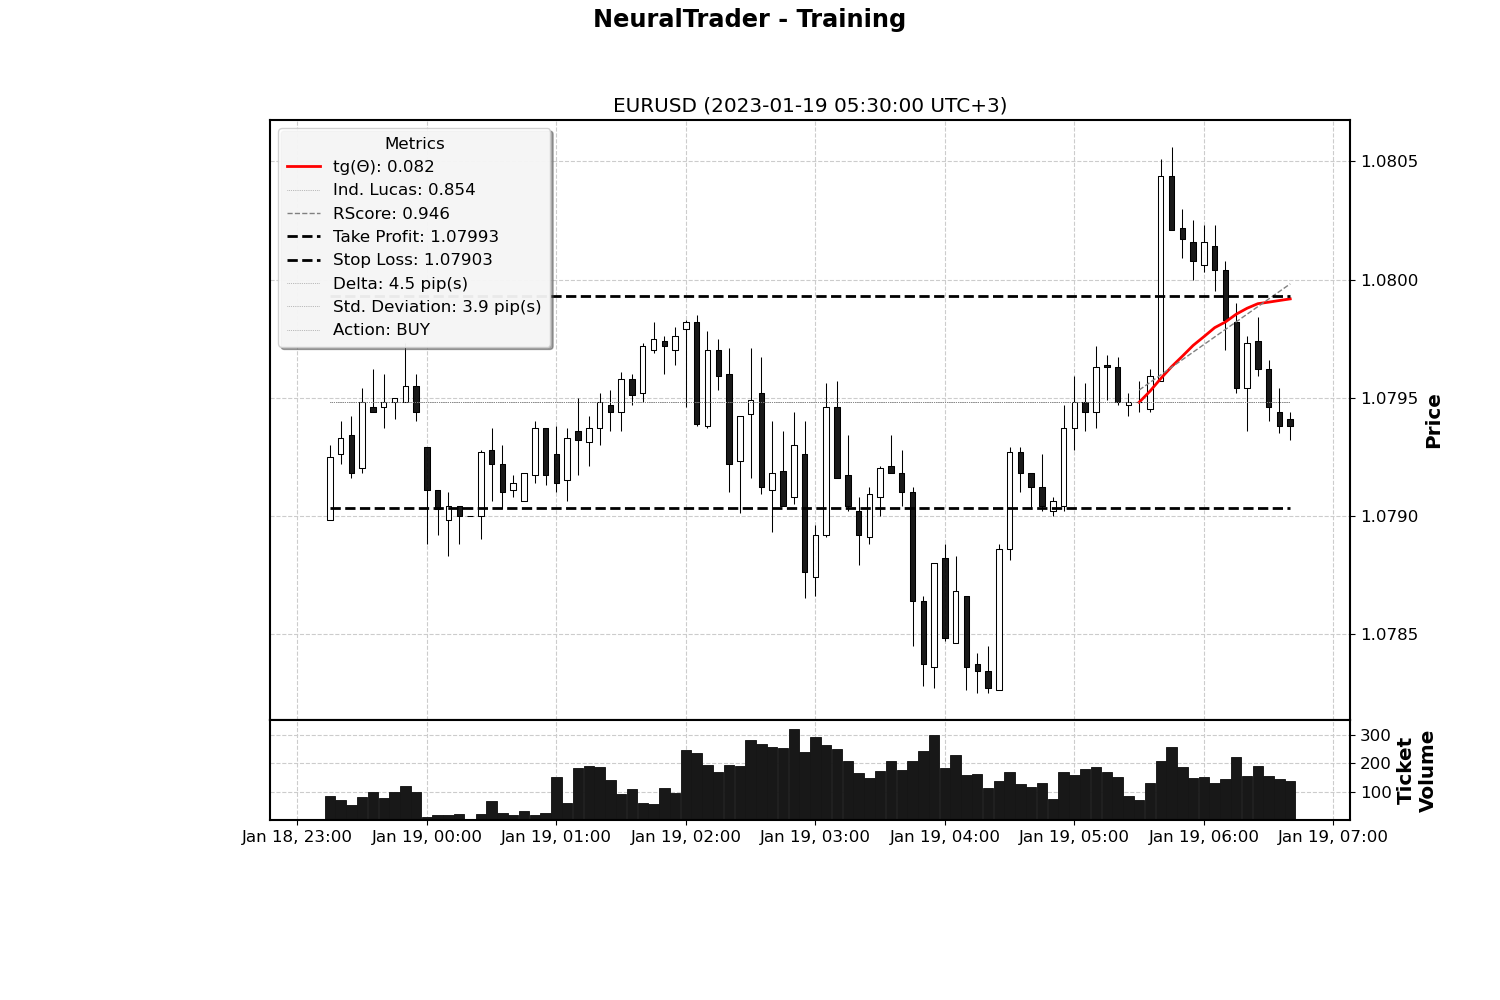 NeuralTrader - Training
EURUSD (2023-01-19 05:30:00 UTC+3)
Metrics
tg(Θ): 0.082
Ind. Lucas: 0.854
RScore: 0.946
Take Profit: 1.07993
Stop Loss: 1.07903
Delta: 4.5 pip(s)
Std. Deviation: 3.9 pip(s)
Action: BUY
1.0805
1.0800
1.0795
1.0790
1.0785
Price
300
200
100
Ticket
Volume
Jan 18, 23:00
Jan 19, 00:00
Jan 19, 01:00
Jan 19, 02:00
Jan 19, 03:00
Jan 19, 04:00
Jan 19, 05:00
Jan 19, 06:00
Jan 19, 07:00